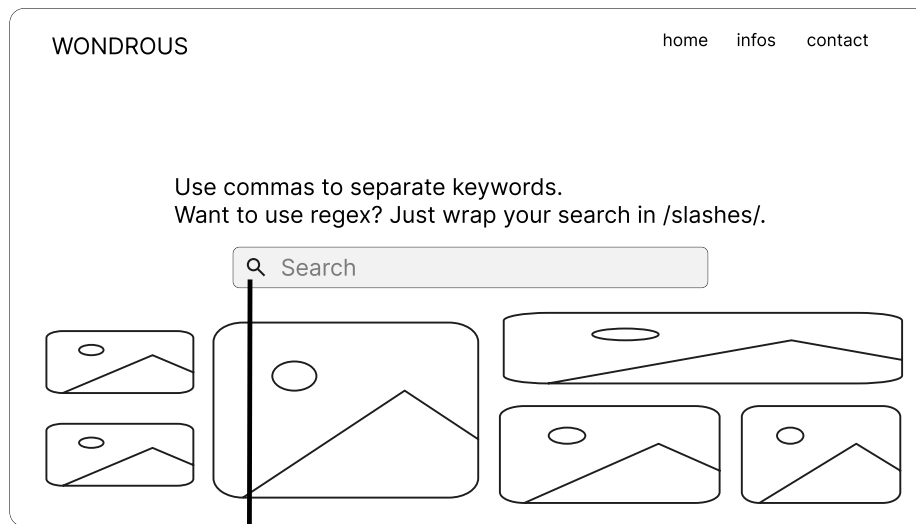 WONDROUS
home infos contact
Use commas to separate keywords.
Want to use regex? Just wrap your search in /slashes/.
Search